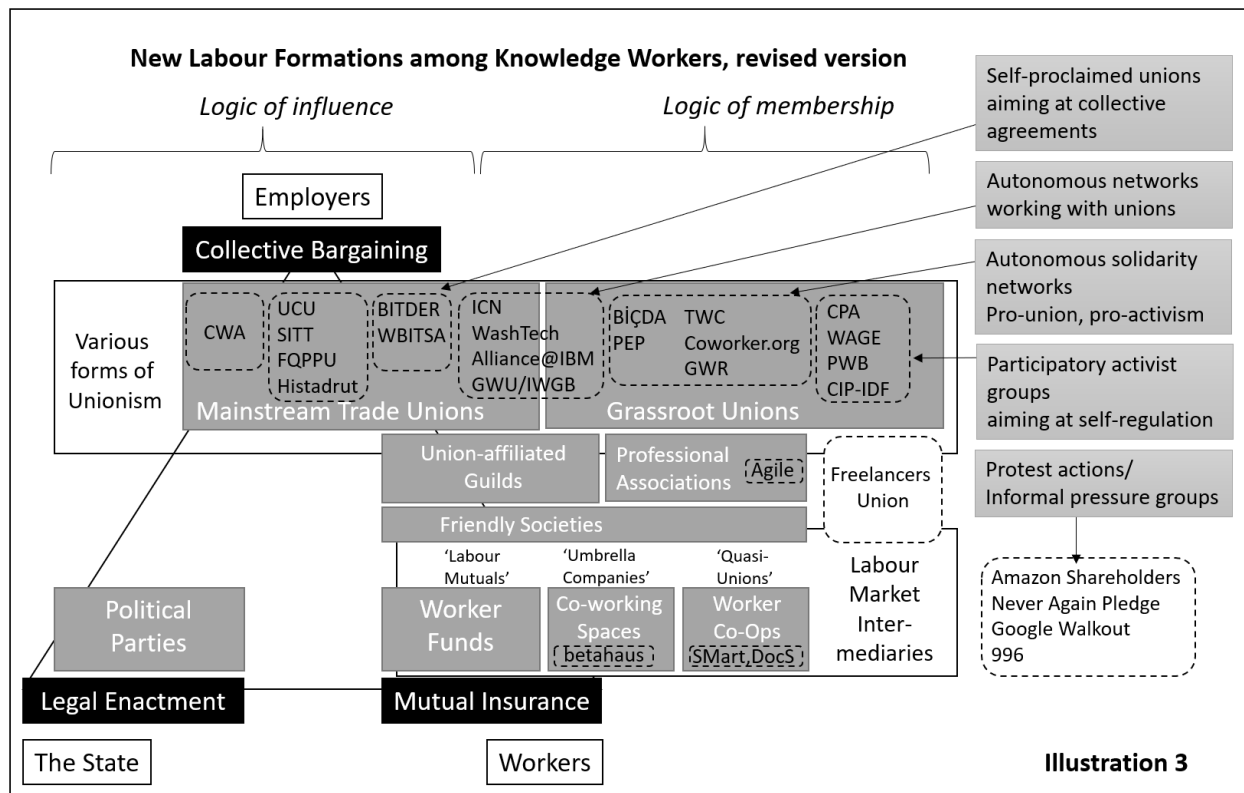 New Labour Formations among Knowledge Workers, revised version
Logic of influence
Logic of membership
Employers
Collective Bargaining
Various
forms of
Unionism
CWA
UCU
SITT
FQPPU
Histadrut
BITDER
WBITSA
ICN
WashTech
Alliance@IBM
GWU/IWGB
BİÇDA
PEP
TWC
Coworker.org
GWR
CPA
WAGE
PWB
CIP-IDF
Mainstream Trade Unions
Grassroot Unions
Union-affiliated
Guilds
Professional
Associations
Agile
Freelancers
Union
Friendly Societies
‘Labour
Mutuals’
‘Umbrella
Companies’
‘Quasi-
Unions’
Labour
Market
Inter-
mediaries
Political
Parties
Worker
Funds
Co-working
Spaces
betahaus
Worker
Co-Ops
SMart,DocS
Legal Enactment
Mutual Insurance
The State
Workers
Self-proclaimed unions
aiming at collective
agreements
Autonomous networks
working with unions
Autonomous solidarity
networks
Pro-union, pro-activism
Participatory activist
groups
aiming at self-regulation
Protest actions/
Informal pressure groups
Amazon Shareholders
Never Again Pledge
Google Walkout
996
Illustration 3